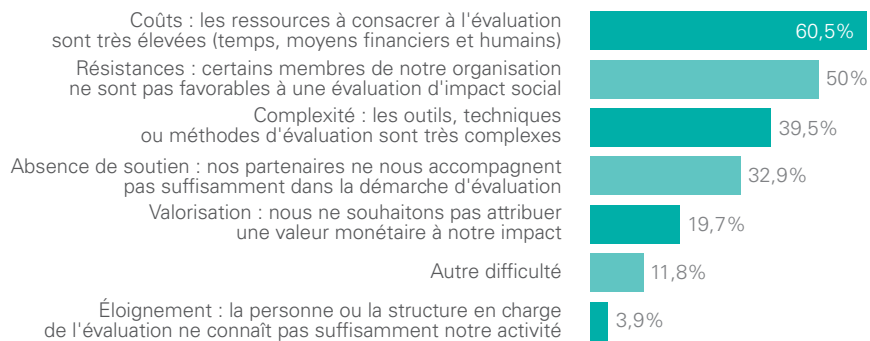 Coûts : les ressources à consacrer à l'évaluation
sont très élevées (temps, moyens financiers et humains)
60,5%
Résistances : certains membres de notre organisation
ne sont pas favorables à une évaluation d'impact social
50%
Complexité : les outils, techniques
ou méthodes d'évaluation sont très complexes
39,5%
Absence de soutien : nos partenaires ne nous accompagnent
pas suffisamment dans la démarche d'évaluation
32,9%
Valorisation : nous ne souhaitons pas attribuer
une valeur monétaire à notre impact
19,7%
Autre difficulté
11,8%
Éloignement : la personne ou la structure en charge
de l'évaluation ne connaît pas suffisamment notre activité
3,9%